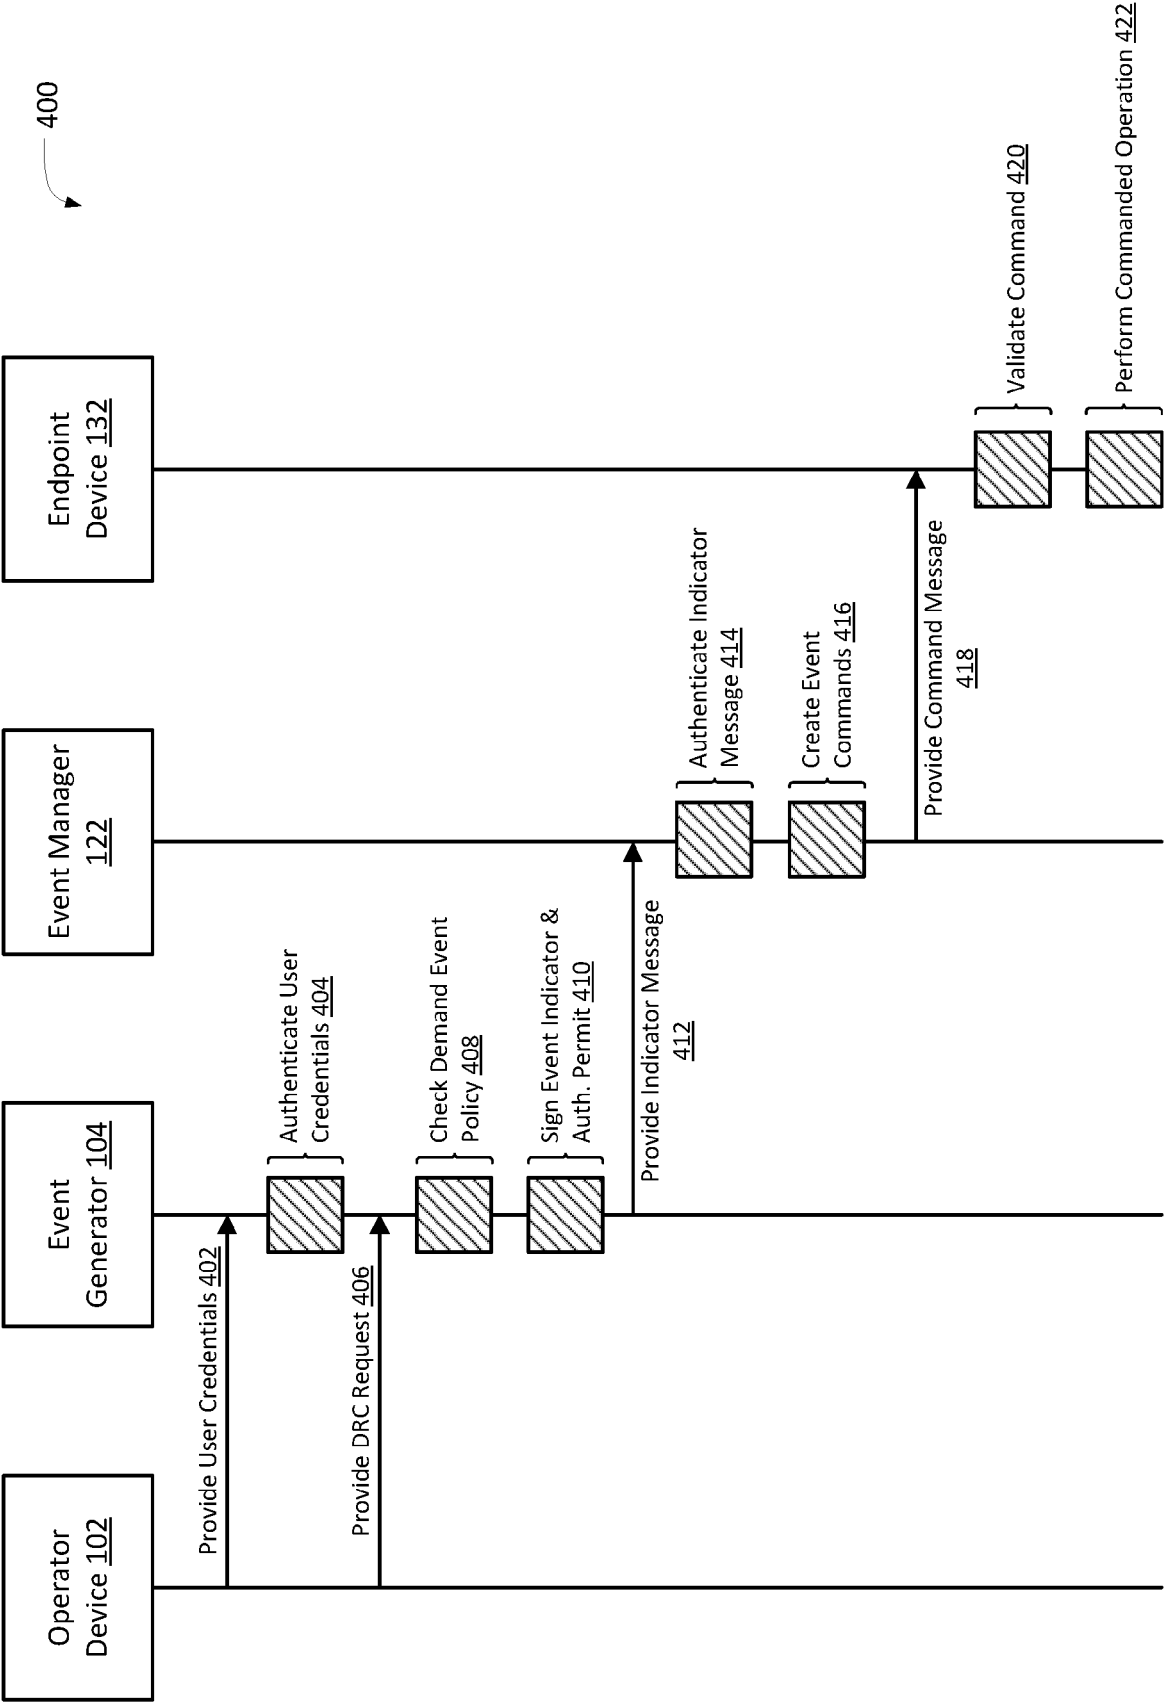 400
Operator
Device 102
Event
Generator 104
Event Manager
122
Endpoint
Device 132
Provide User Credentials 402
Authenticate User
Credentials 404
Provide DRC Request 406
Check Demand Event
Policy 408
Sign Event Indicator &
Auth. Permit 410
Provide Indicator Message
412
Authenticate Indicator
Message 414
Create Event
Commands 416
Provide Command Message
418
Validate Command 420
Perform Commanded Operation 422